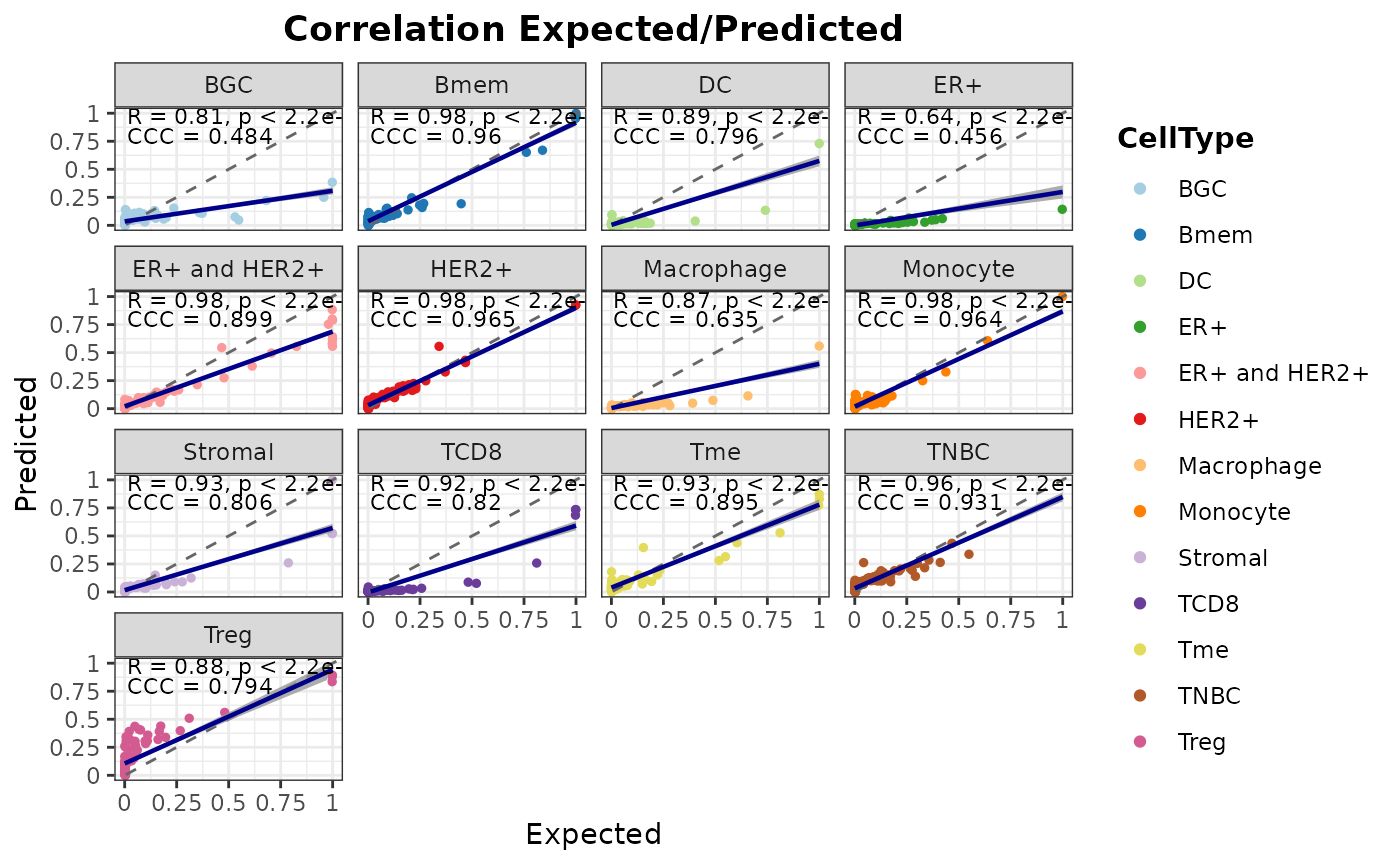 Correlation Expected/Predicted
BGC
Bmem
DC
ER+
R = 0.81, p < 2.2e-
CCC = 0.484
R = 0.98, p < 2.2e-
CCC = 0.96
R = 0.89, p < 2.2e-
CCC = 0.796
R = 0.64, p < 2.2e-
CCC = 0.456
1
0.75
0.5
0.25
0
ER+ and HER2+
HER2+
Macrophage
Monocyte
R = 0.98, p < 2.2e-
CCC = 0.899
R = 0.98, p < 2.2e-
CCC = 0.965
R = 0.87, p < 2.2e-
CCC = 0.635
R = 0.98, p < 2.2e-
CCC = 0.964
1
0.75
0.5
0.25
0
Stromal
TCD8
Tme
TNBC
R = 0.93, p < 2.2e-
CCC = 0.806
R = 0.92, p < 2.2e-
CCC = 0.82
R = 0.93, p < 2.2e-
CCC = 0.895
R = 0.96, p < 2.2e-
CCC = 0.931
1
0.75
0.5
0.25
0
0 0.25 0.5 0.75 1
0 0.25 0.5 0.75 1
0 0.25 0.5 0.75 1
Treg
R = 0.88, p < 2.2e-
CCC = 0.794
1
0.75
0.5
0.25
0
0 0.25 0.5 0.75 1
Predicted
Expected
CellType
BGC
Bmem
DC
ER+
ER+ and HER2+
HER2+
Macrophage
Monocyte
Stromal
TCD8
Tme
TNBC
Treg